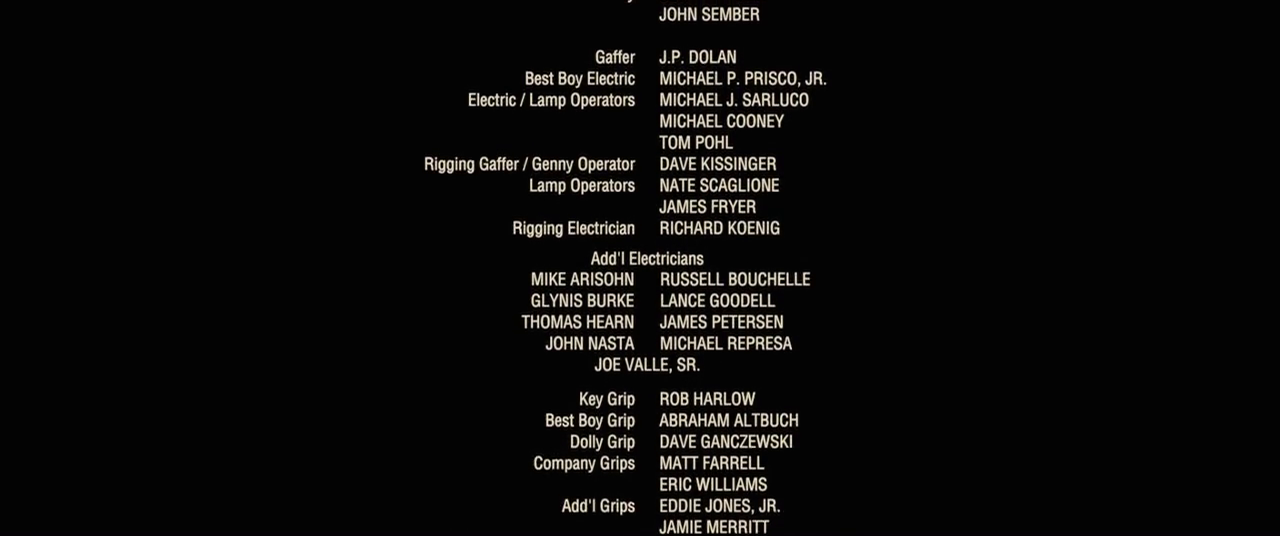 JOHN SEMBER
Gaffer J.P. DOLAN
Best Boy Electric MICHAEL P. PRISCO, JR.
Electric / Lamp Operators MICHAEL J. SARLUCO
MICHAEL COONEY
TOM POHL
Rigging Gaffer / Genny Operator DAVE KISSINGER
Lamp Operators NATE SCAGLIONE
JAMES FRYER
Rigging Electrician RICHARD KOENIG
Add'l Electricians
MIKE ARISOHN RUSSELL BOUCHELLE
GLYNIS BURKE LANCE GOODELL
THOMAS HEARN JAMES PETERSEN
JOHN NASTA MICHAEL REPRESA
JOE VALLE, SR.
Key Grip ROB HARLOW
Best Boy Grip ABRAHAM ALTBUCH
Dolly Grip DAVE GANCZEWSKI
Company Grips MATT FARRELL
ERIC WILLIAMS
Add'l Grips EDDIE JONES, JR.
JAMIE MERRITT